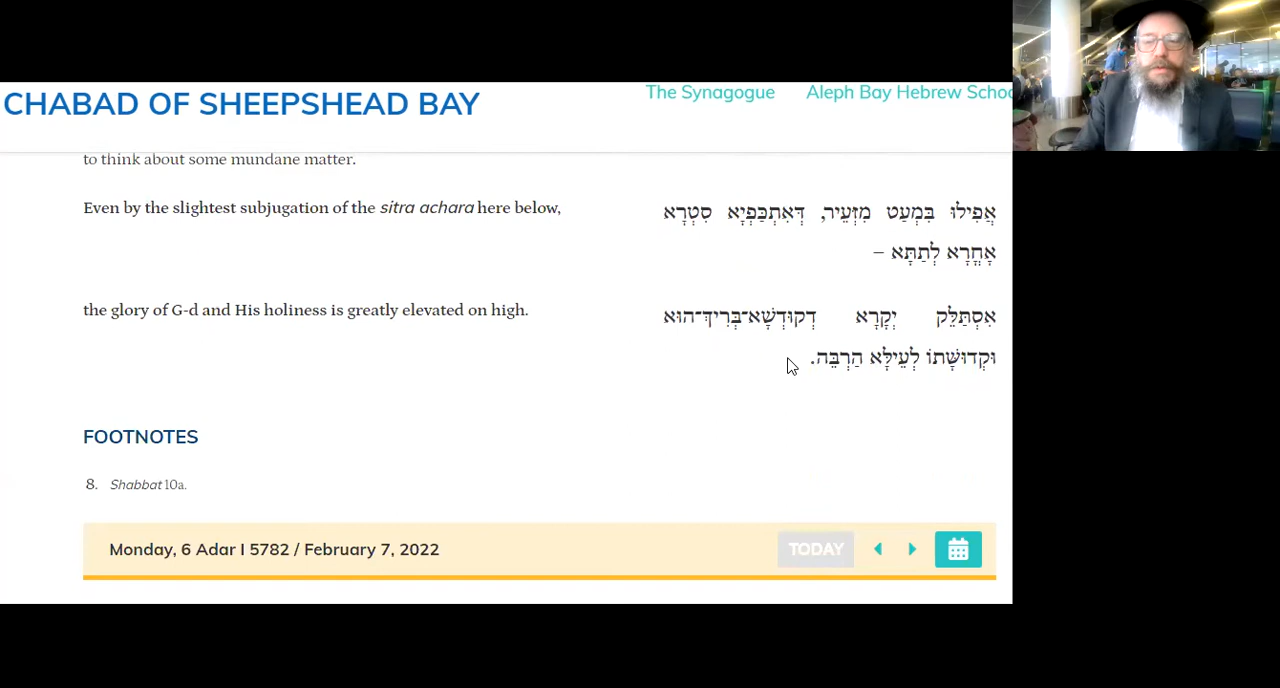 CHABAD OF SHEEPSHEAD BAY
The Synagogue
Aleph Bay Hebrew Schoo
to think about some mundane matter.
Even by the slightest subjugation of the sitra achara here below,
אֲפִילוּ בִּמְעַט מִזְּעֵיר, דְּאִתְכַּפְיָא סִטְרָא
אָחֳרָא לְתַתָּא –
the glory of G-d and His holiness is greatly elevated on high.
אִסְתַּלֵּק יְקָרָא דְקוּדְשָׁא־בְּרִיךְ־הוּא
וּקְדוּשָּׁתוֹ לְעֵילָּא הַרְבֵּה.
FOOTNOTES
8. Shabbat 10a.
Monday, 6 Adar I 5782 / February 7, 2022
TODAY